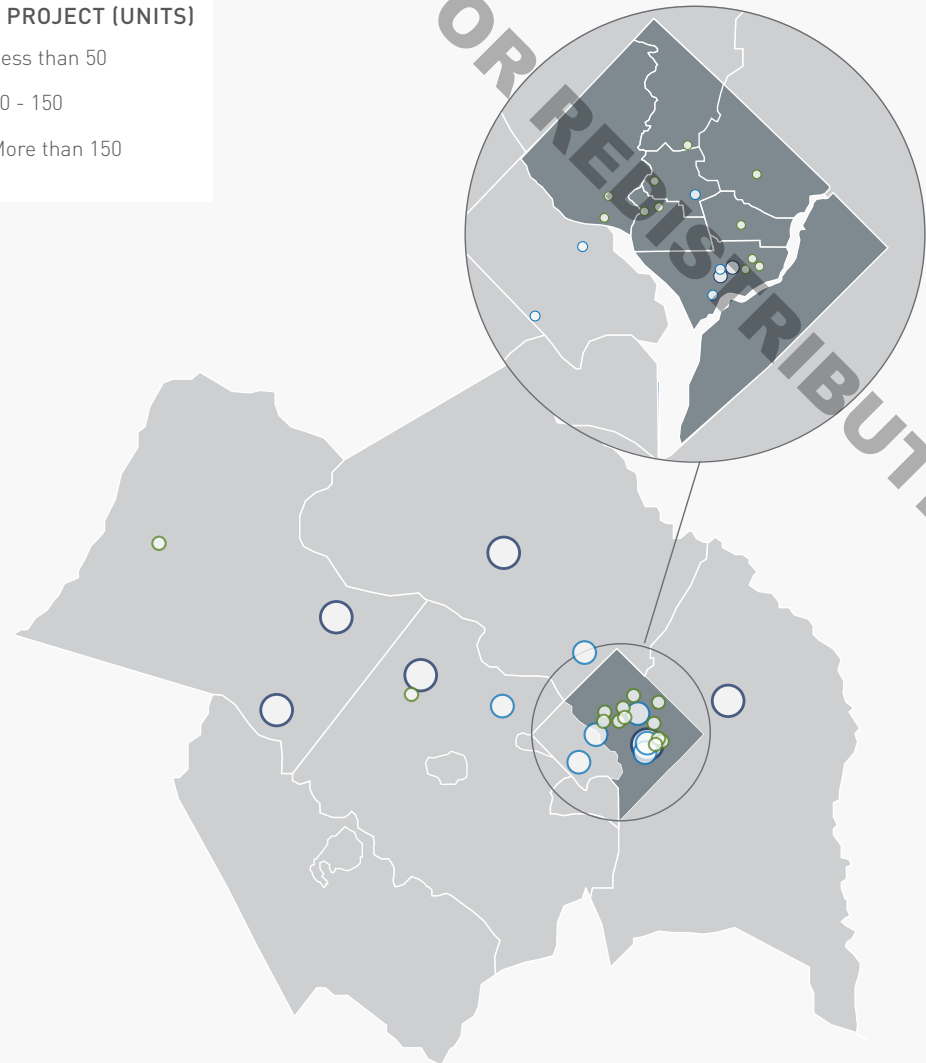 PROJECT (UNITS)
ess than 50
0 - 150
More than 150
OR REDISTRIBUT